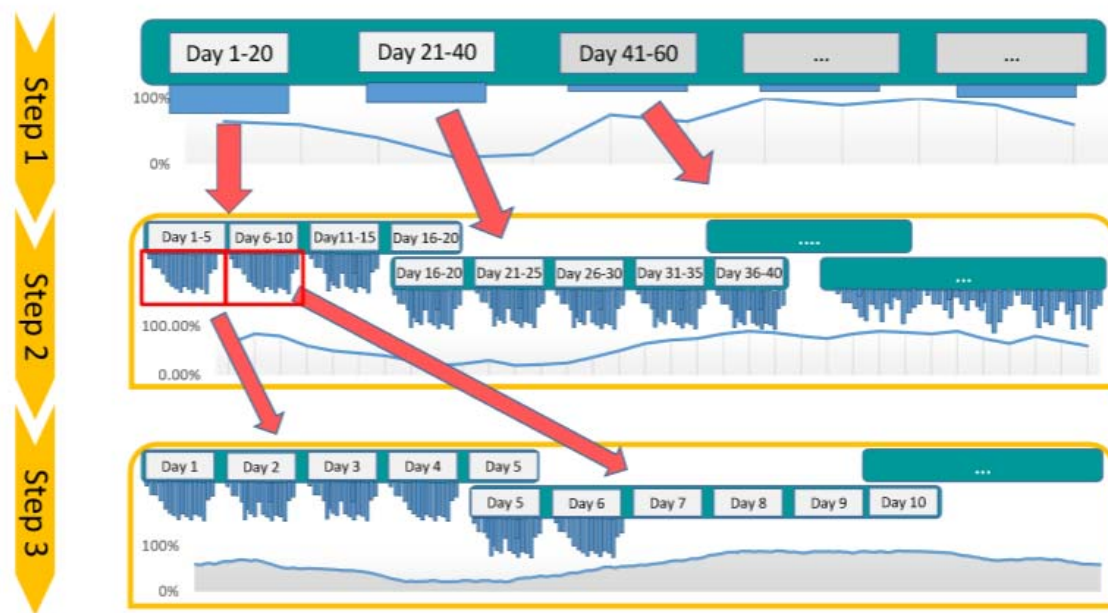 Step 1
Day 1-20
Day 21-40
Day 41-60
...
...
100%
0%
Step 2
Day 1-5
Day 6-10
Day11-15
Day 16-20
....
Day 16-20
Day 21-25
Day 26-30
Day 31-35
Day 36-40
...
100.00%
0.00%
Step 3
Day 1
Day 2
Day 3
Day 4
Day 5
...
Day 5
Day 6
Day 7
Day 8
Day 9
Day 10
100%
0%